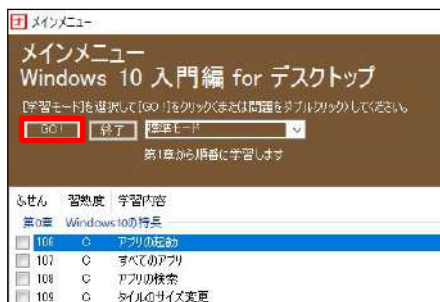 メインメニュー
メインメニュー
Windows 10 入門編 for デスクトップ
[学習モード]を選択して[GO!]をクリック(または問題をダブルクリック)してください。
GO! 終了 標準モード
第1章から順番に学習します
ふせん 習熟度 学習内容
第0章 Windows10の特長
106 C アプリの起動
107 C すべてのアプリ
108 C アプリの検索
109 C タイルのサイズ変更